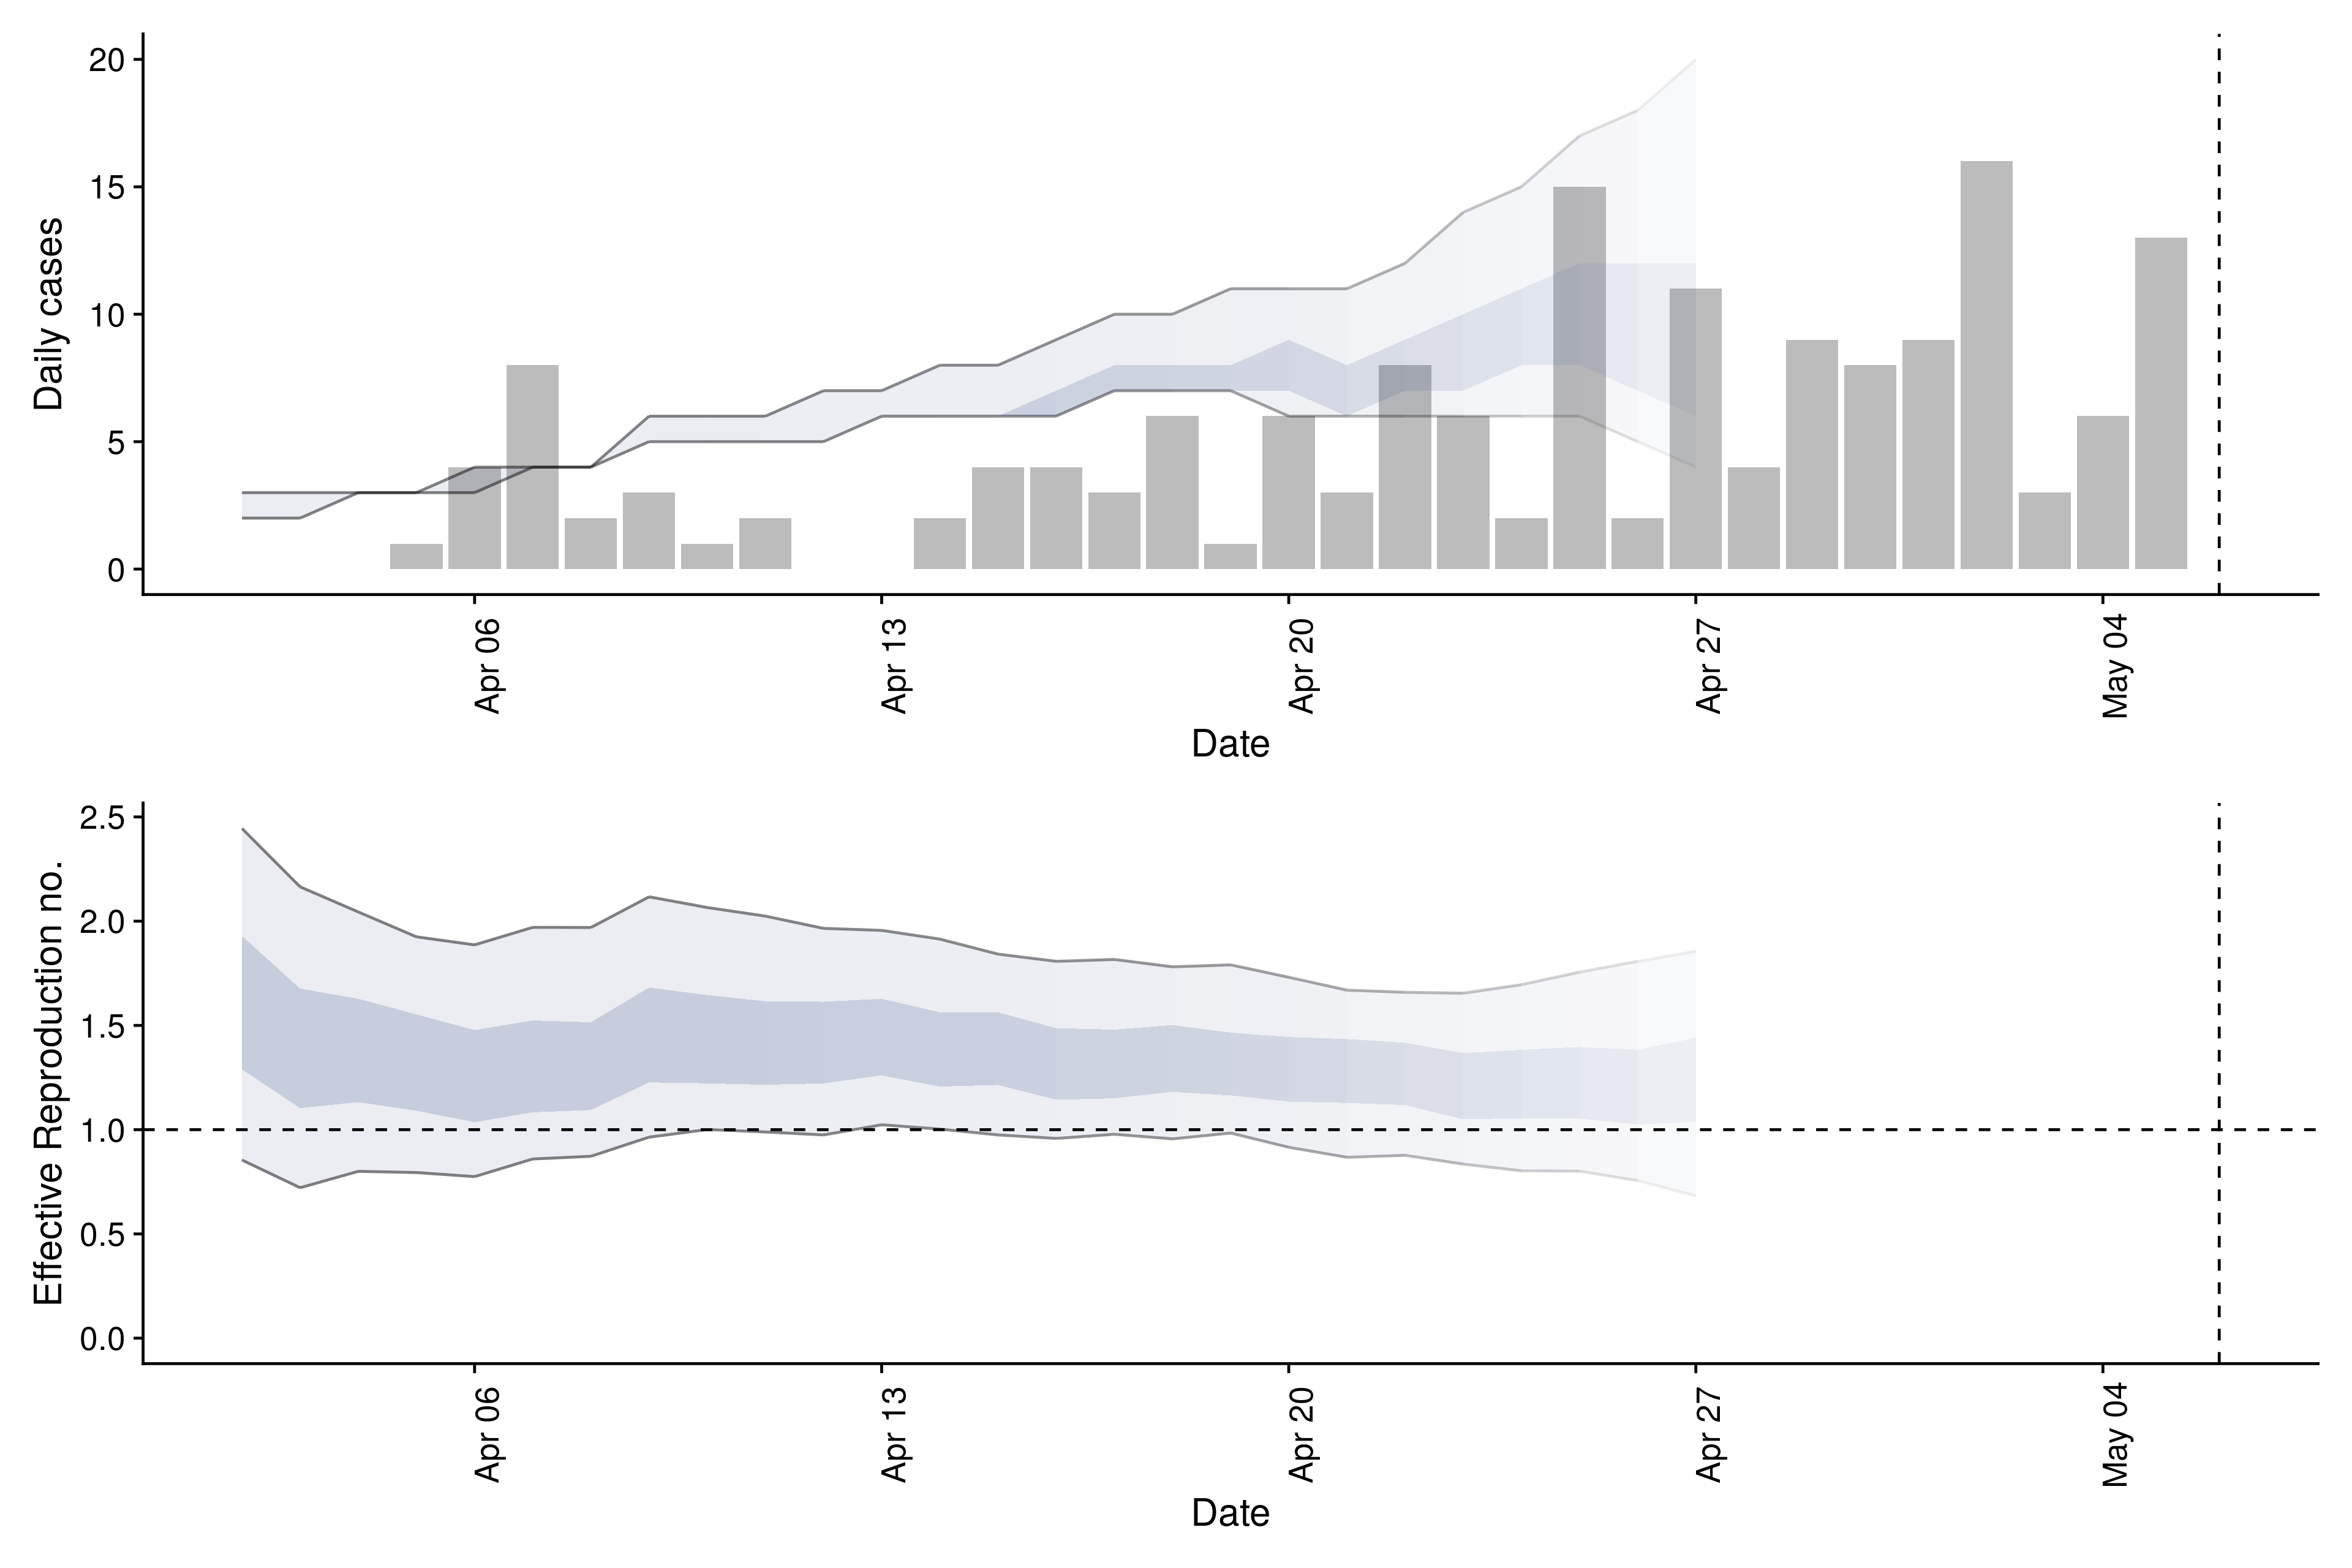 Daily cases
20
15
10
5
0
Apr 06
Apr 13
Apr 20
Apr 27
May 04
Date
Effective Reproduction no.
2.5
2.0
1.5
1.0
0.5
0.0
Apr 06
Apr 13
Apr 20
Apr 27
May 04
Date